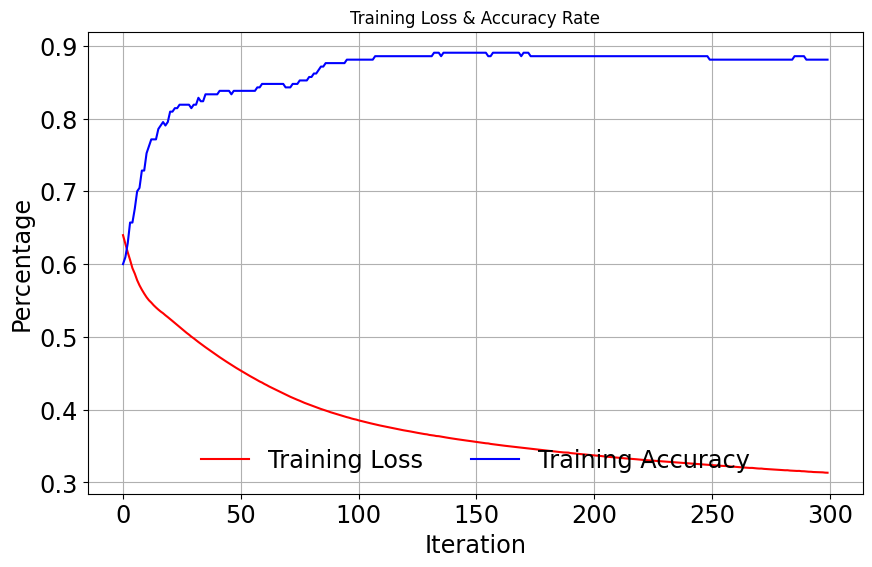 Training Loss & Accuracy Rate
0.9
0.8
0.7
0.6
0.5
0.4
0.3
Percentage
Training Loss Training Accuracy
0 50 100 150 200 250 300
Iteration